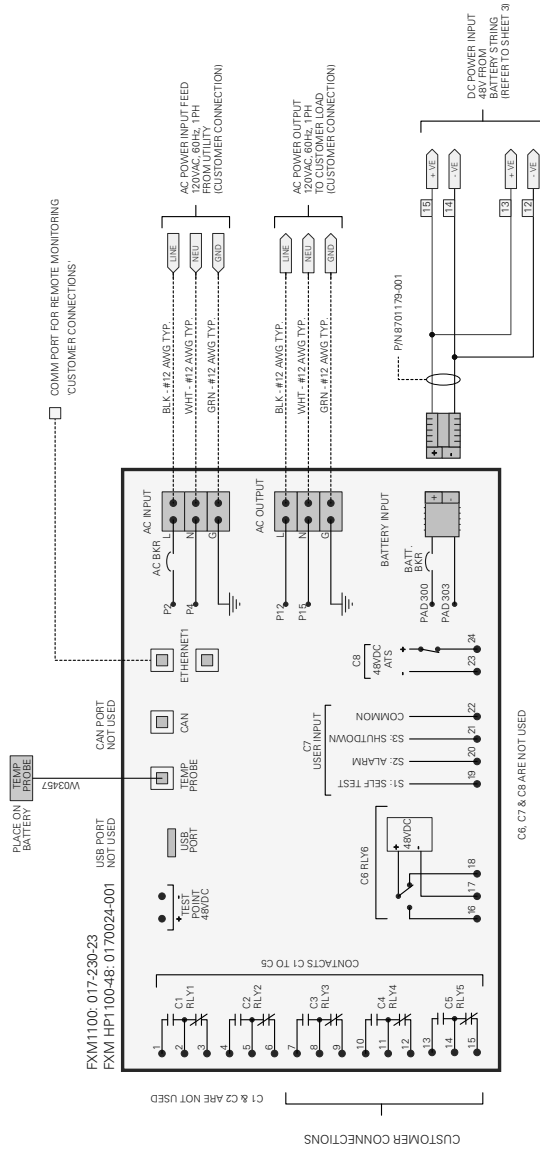 FXM1100: 017-230-23
FXM HP1100-48: 0170024-001
PLACE ON
BATTERY
TEMP
PROBE
W03457
USB PORT
NOT USED
CAN PORT
NOT USED
COMM PORT FOR REMOTE MONITORING
'CUSTOMER CONNECTIONS'
+
-
TEST
POINT
48VDC
USB
PORT
TEMP
PROBE
CAN
ETHERNET1
P2
AC BKR
AC INPUT
L
P4
N
G
BLK - #12 AWG TYP.
WHT - #12 AWG TYP.
GRN - #12 AWG TYP.
LINE
NEU
GND
AC POWER INPUT FEED
120VAC, 60Hz, 1PH
FROM UTILITY
(CUSTOMER CONNECTION)
AC OUTPUT
P12
L
P15
N
G
BLK - #12 AWG TYP.
WHT - #12 AWG TYP.
GRN - #12 AWG TYP.
LINE
NEU
GND
AC POWER OUTPUT
120VAC, 60Hz, 1PH
TO CUSTOMER LOAD
(CUSTOMER CONNECTION)
BATTERY INPUT
BATT.
BKR
PAD300
PAD303
+
-
+
-
P/N 8701179-001
15
+ VE
14
- VE
13
+ VE
12
- VE
DC POWER INPUT
48V FROM
BATTERY STRING
(REFER TO SHEET 3)
CONTACTS C1 TO C5
1
2
3
C1
RLY1
4
5
6
C2
RLY2
7
8
9
C3
RLY3
10
11
12
C4
RLY4
13
14
15
C5
RLY5
C6 RLY6
+
-
48VDC
16
17
18
C7
USER INPUT
S1: SELF TEST
S2: ALARM
S3: SHUTDOWN
COMMON
19
20
21
22
C8
48VDC
ATS
-
+
23
24
C1 & C2 ARE NOT USED
CUSTOMER CONNECTIONS
C6, C7 & C8 ARE NOT USED